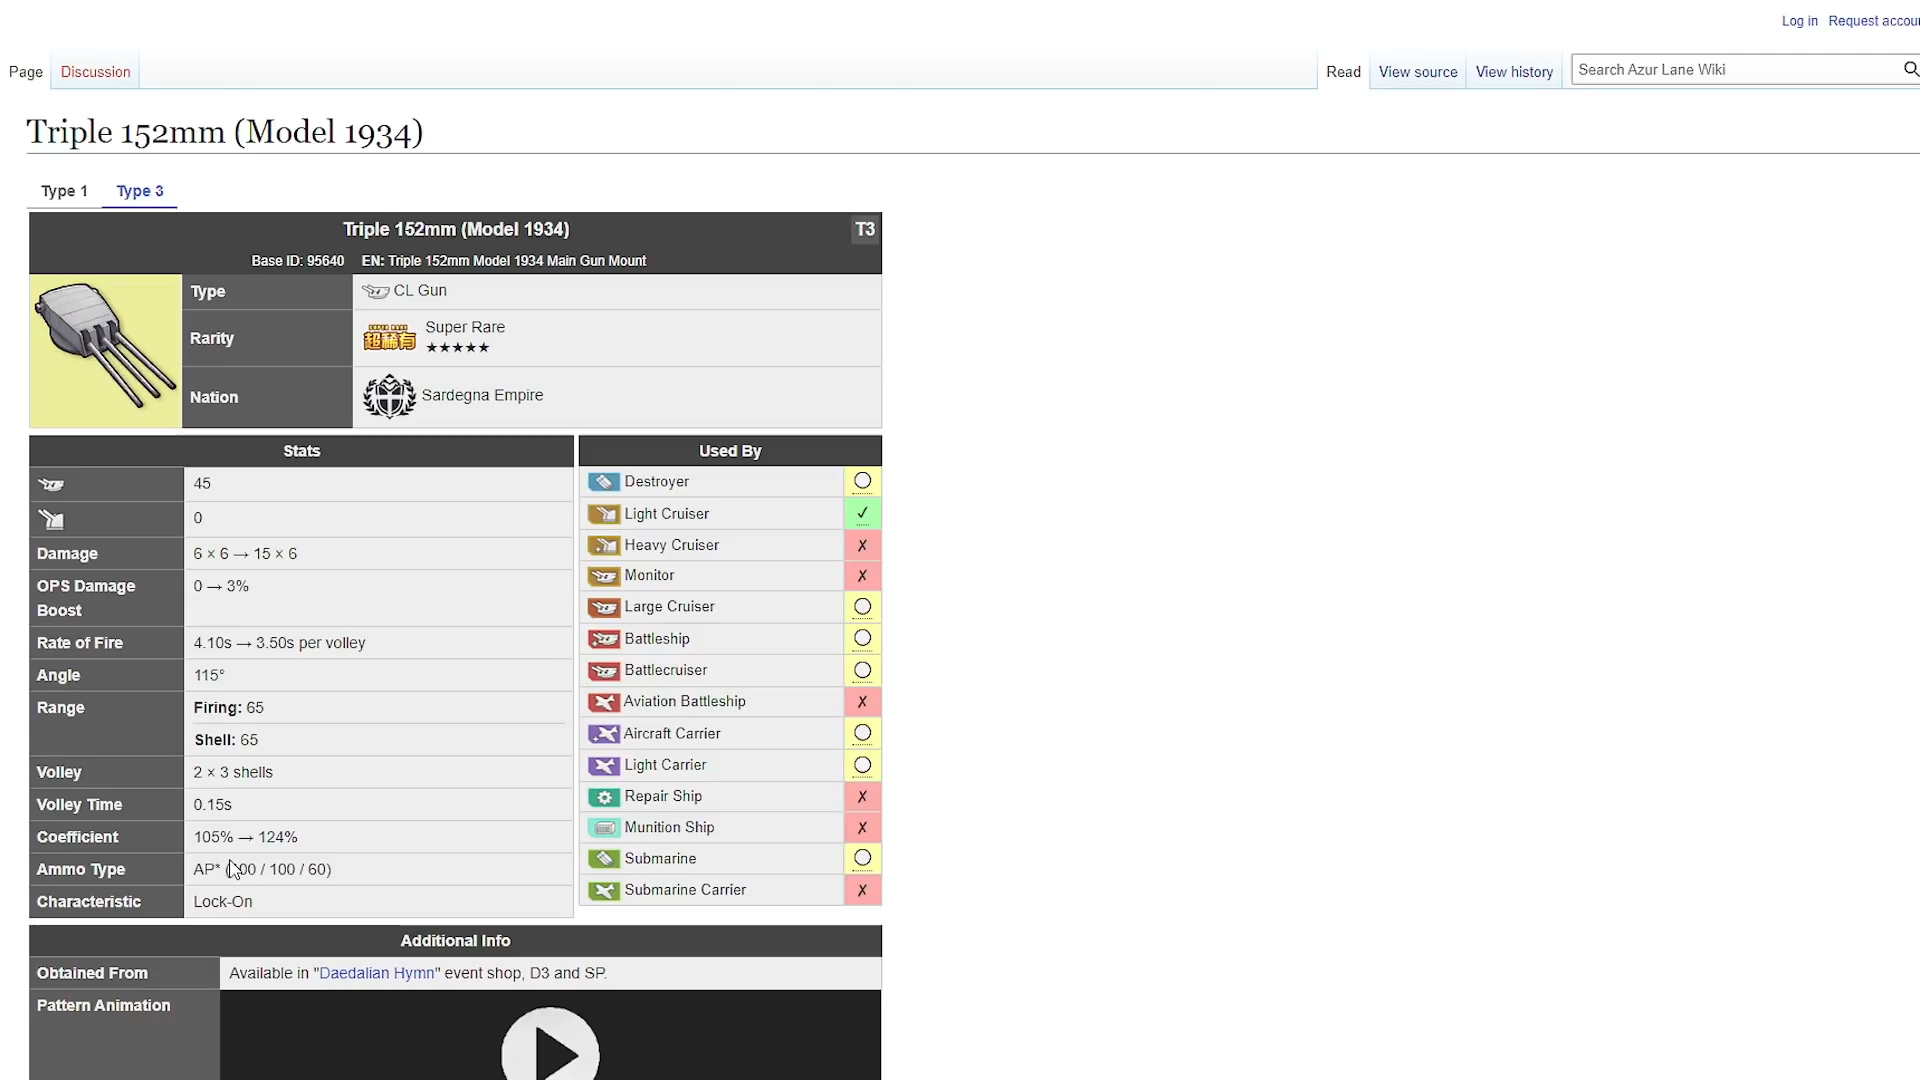 Log in Request accou
Page Discussion Read View source View history Search Azur Lane Wiki
Triple 152mm (Model 1934)
Type 1 Type 3
Triple 152mm (Model 1934) T3
Base ID: 95640 EN: Triple 152mm Model 1934 Main Gun Mount
Type CL Gun
Rarity 超稀有 Super Rare
★★★★★
Nation Sardegna Empire
Stats
45
0
Damage 6 × 6 → 15 × 6
OPS Damage Boost 0 → 3%
Rate of Fire 4.10s → 3.50s per volley
Angle 115°
Range Firing: 65
Shell: 65
Volley 2 × 3 shells
Volley Time 0.15s
Coefficient 105% → 124%
Ammo Type AP* / 100 / 60)
Characteristic Lock-On
Used By
Destroyer ◯
Light Cruiser ✓
Heavy Cruiser ✗
Monitor ✗
Large Cruiser ◯
Battleship ◯
Battlecruiser ◯
Aviation Battleship ✗
Aircraft Carrier ◯
Light Carrier ◯
Repair Ship ✗
Munition Ship ✗
Submarine ◯
Submarine Carrier ✗
Additional Info
Obtained From Available in "Daedalian Hymn" event shop, D3 and SP.
Pattern Animation